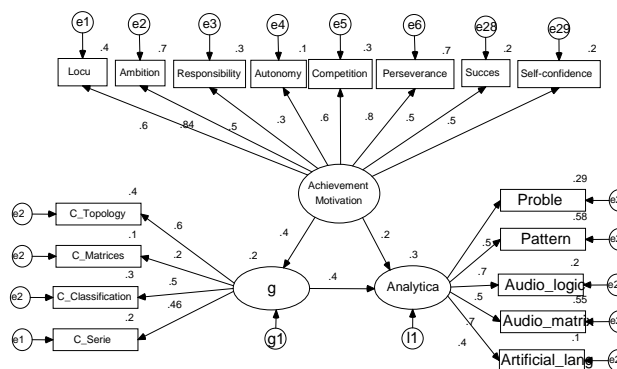 e1 e2 e3 e4 e5 e6 e28 e29
.4 .7 .3 .1 .3 .7 .2 .2
Locu Ambition Responsibility Autonomy Competition Perseverance Succes Self-confidence
.6 .84 .5 .3 .6 .8 .5 .5
Achievement
Motivation
.4 .2
e2 C_Topology .4
e2 C_Matrices .1
e2 C_Classification .3
e1 C_Serie .2
.6
.2
.5
.46
.2
g
g1
.4
.3
Analytica
l1
.5
.7
.5
.7
.4
.29
Proble
.58
Pattern
.2
Audio_logic
.55
Audio_matri
.1
Artificial_lang